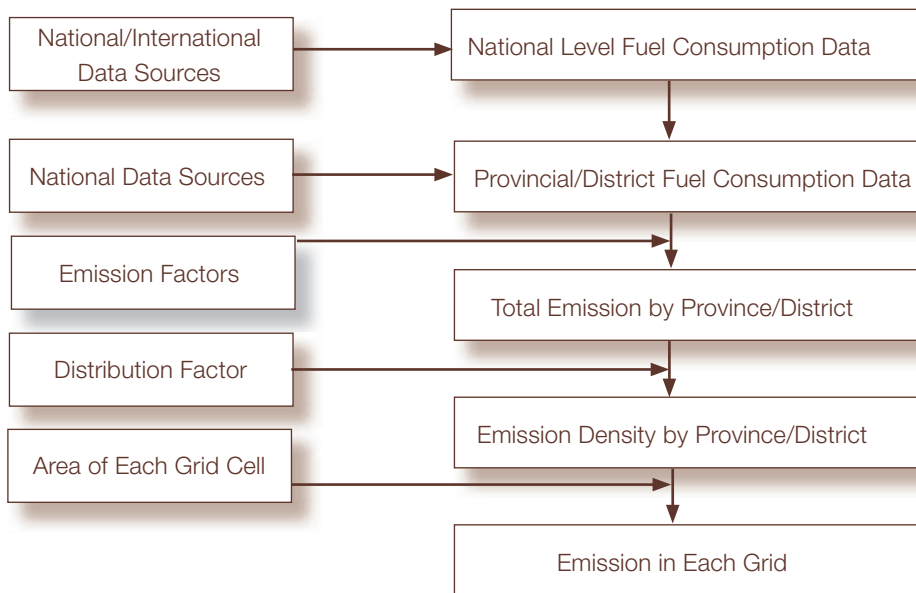 National/International
Data Sources
National Level Fuel Consumption Data
National Data Sources
Provincial/District Fuel Consumption Data
Emission Factors
Total Emission by Province/District
Distribution Factor
Emission Density by Province/District
Area of Each Grid Cell
Emission in Each Grid